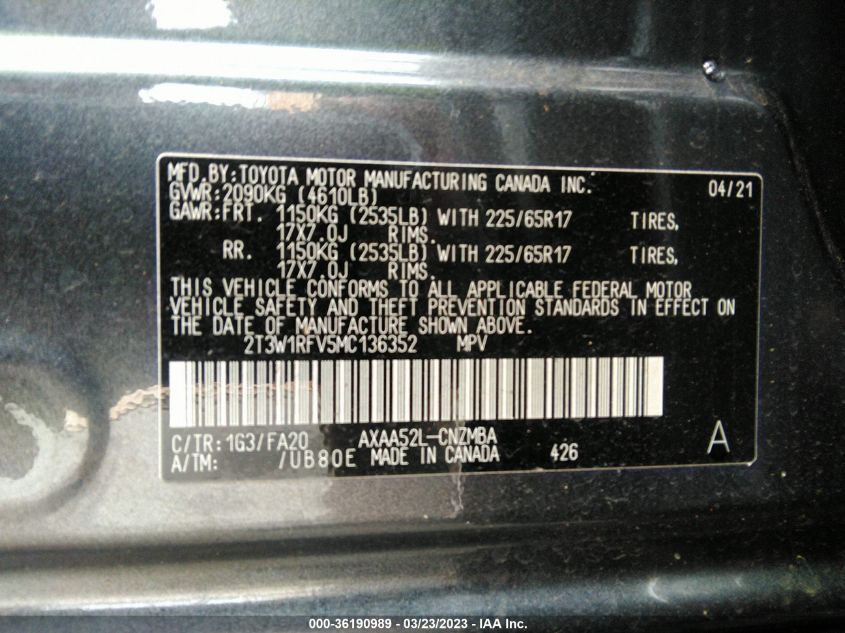 MFD.BY:TOYOTA MOTOR MANUFACTURING CANADA INC. 04/21
GVWR:2090KG (4610LB)
GAWR:FRT. 1150KG (2535LB) WITH 225/65R17 TIRES,
17X7.0J RIMS.
RR. 1150KG (2535LB) WITH 225/65R17 TIRES,
17X7.0J RIMS.
THIS VEHICLE CONFORMS TO ALL APPLICABLE FEDERAL MOTOR
VEHICLE SAFETY AND THEFT PREVENTION STANDARDS IN EFFECT ON
THE DATE OF MANUFACTURE SHOWN ABOVE.
2T3W1RFV5MC136352 MPV
C/TR:1G3/FA20 AXAA52L-CNZMBA A
A/TM: /UB80E MADE IN CANADA 426
000-36190989 - 03/23/2023 - IAA Inc.